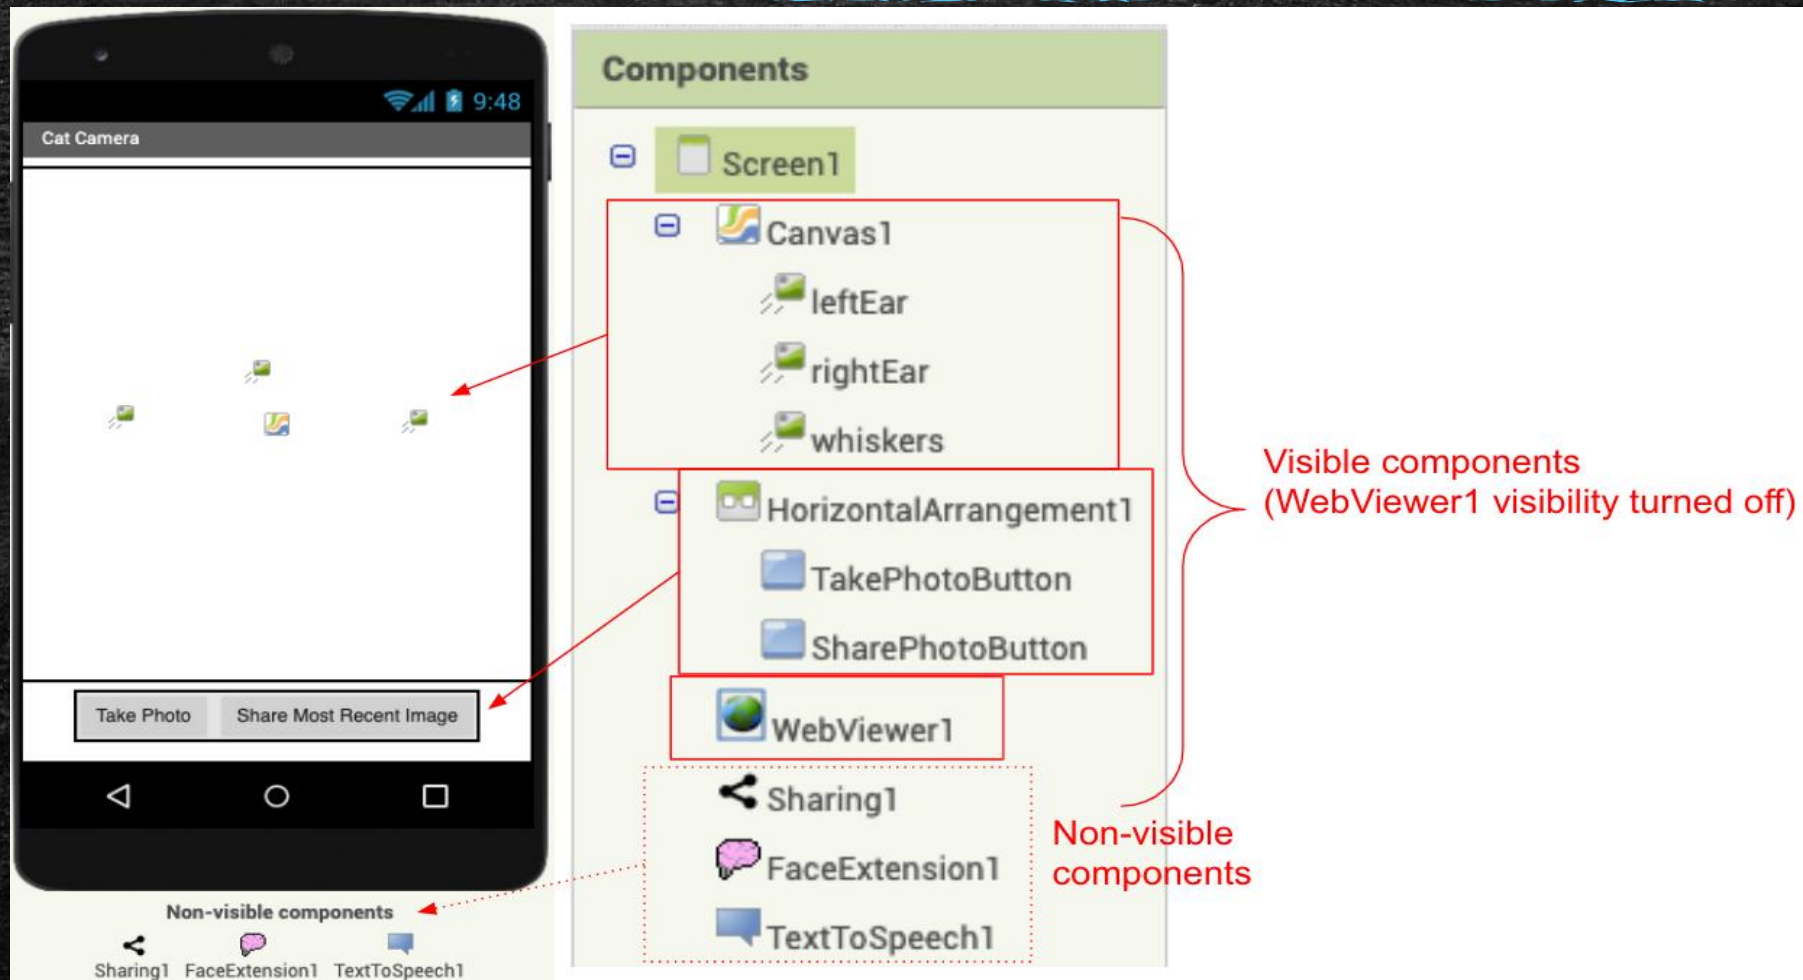 9:48
Cat Camera
Take Photo
Share Most Recent Image
Non-visible components
Sharing1
FaceExtension1
TextToSpeech1
Components
Screen1
Canvas1
leftEar
rightEar
whiskers
HorizontalArrangement1
TakePhotoButton
SharePhotoButton
WebViewer1
Sharing1
FaceExtension1
TextToSpeech1
Visible components
(WebViewer1 visibility turned off)
Non-visible
components